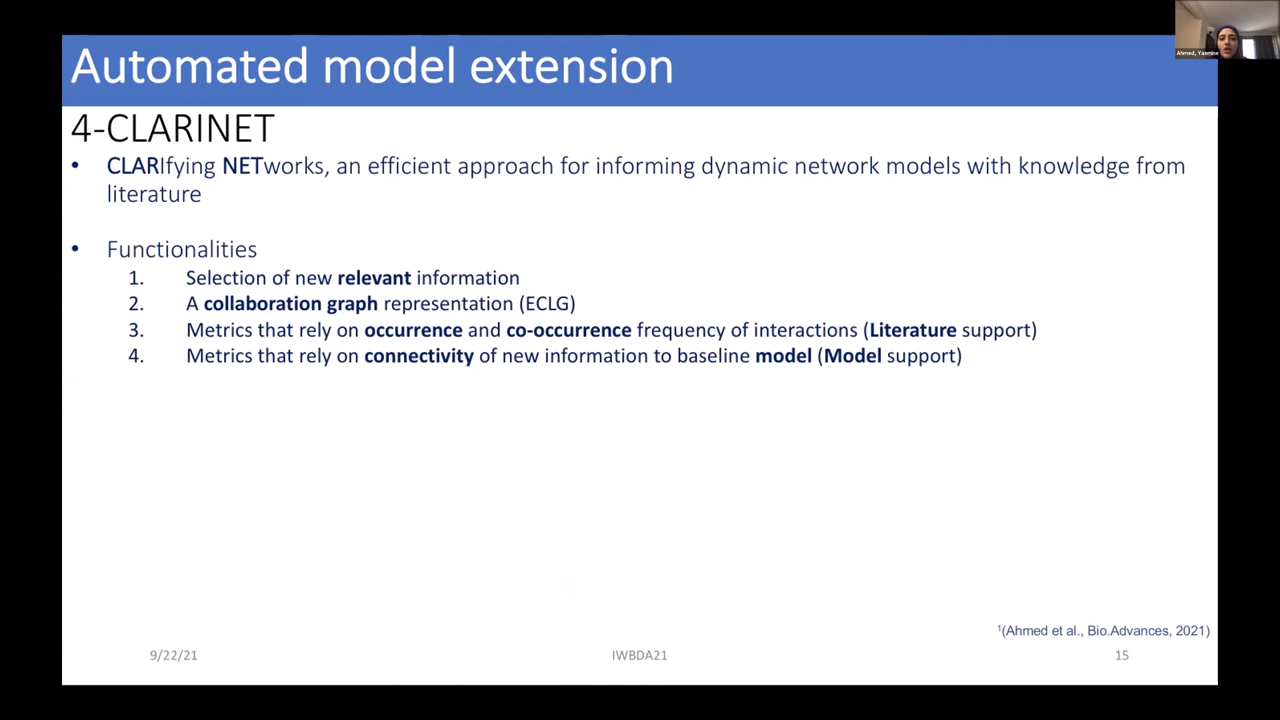 Automated model extension
Ahmed, Yasmine
4-CLARINET
• CLARIfying NETworks, an efficient approach for informing dynamic network models with knowledge from
literature
• Functionalities
1. Selection of new relevant information
2. A collaboration graph representation (ECLG)
3. Metrics that rely on occurrence and co-occurrence frequency of interactions (Literature support)
4. Metrics that rely on connectivity of new information to baseline model (Model support)
¹(Ahmed et al., Bio.Advances, 2021)
9/22/21 IWBDA21 15